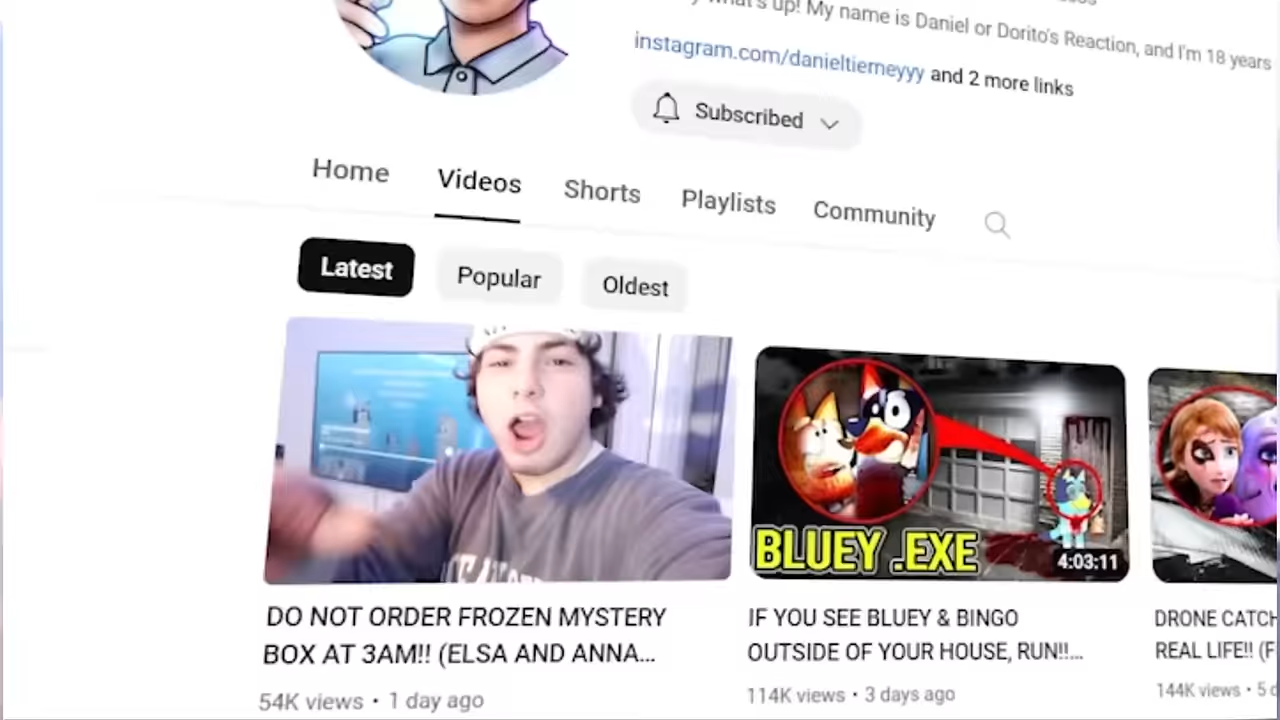 what's up! My name is Daniel or Dorito's Reaction, and I'm 18 years
instagram.com/danieltierneyyy and 2 more links
Subscribed
Home Videos Shorts Playlists Community
Latest Popular Oldest
BLUEY .EXE
4:03:11
DO NOT ORDER FROZEN MYSTERY
BOX AT 3AM!! (ELSA AND ANNA...
54K views • 1 day ago
IF YOU SEE BLUEY & BINGO
OUTSIDE OF YOUR HOUSE, RUN!!...
114K views • 3 days ago
DRONE CATCH
REAL LIFE!! (F
144K views • 5 d